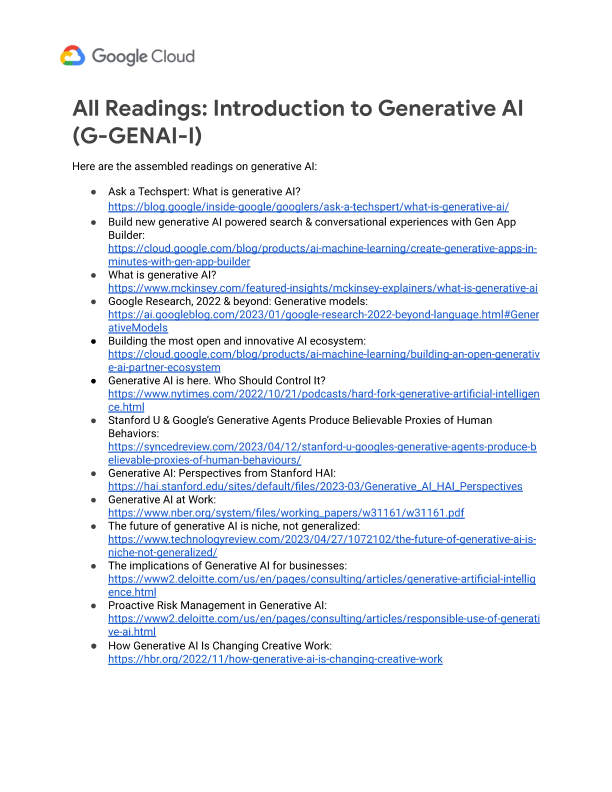 Google Cloud
All Readings: Introduction to Generative AI
(G-GENAI-I)
Here are the assembled readings on generative AI:
● Ask a Techspert: What is generative AI?
https://blog.google/inside-google/googlers/ask-a-techspert/what-is-generative-ai/
● Build new generative AI powered search & conversational experiences with Gen App
Builder:
https://cloud.google.com/blog/products/ai-machine-learning/create-generative-apps-in-
minutes-with-gen-app-builder
● What is generative AI?
https://www.mckinsey.com/featured-insights/mckinsey-explainers/what-is-generative-ai
● Google Research, 2022 & beyond: Generative models:
https://ai.googleblog.com/2023/01/google-research-2022-beyond-language.html#Gener
ativeModels
● Building the most open and innovative AI ecosystem:
https://cloud.google.com/blog/products/ai-machine-learning/building-an-open-generativ
e-ai-partner-ecosystem
● Generative AI is here. Who Should Control It?
https://www.nytimes.com/2022/10/21/podcasts/hard-fork-generative-artificial-intelligen
ce.html
● Stanford U & Google’s Generative Agents Produce Believable Proxies of Human
Behaviors:
https://syncedreview.com/2023/04/12/stanford-u-googles-generative-agents-produce-b
elievable-proxies-of-human-behaviours/
● Generative AI: Perspectives from Stanford HAI:
https://hai.stanford.edu/sites/default/files/2023-03/Generative_AI_HAI_Perspectives
● Generative AI at Work:
https://www.nber.org/system/files/working_papers/w31161/w31161.pdf
● The future of generative AI is niche, not generalized:
https://www.technologyreview.com/2023/04/27/1072102/the-future-of-generative-ai-is-
niche-not-generalized/
● The implications of Generative AI for businesses:
https://www2.deloitte.com/us/en/pages/consulting/articles/generative-artificial-intellig
ence.html
● Proactive Risk Management in Generative AI:
https://www2.deloitte.com/us/en/pages/consulting/articles/responsible-use-of-generati
ve-ai.html
● How Generative AI Is Changing Creative Work:
https://hbr.org/2022/11/how-generative-ai-is-changing-creative-work